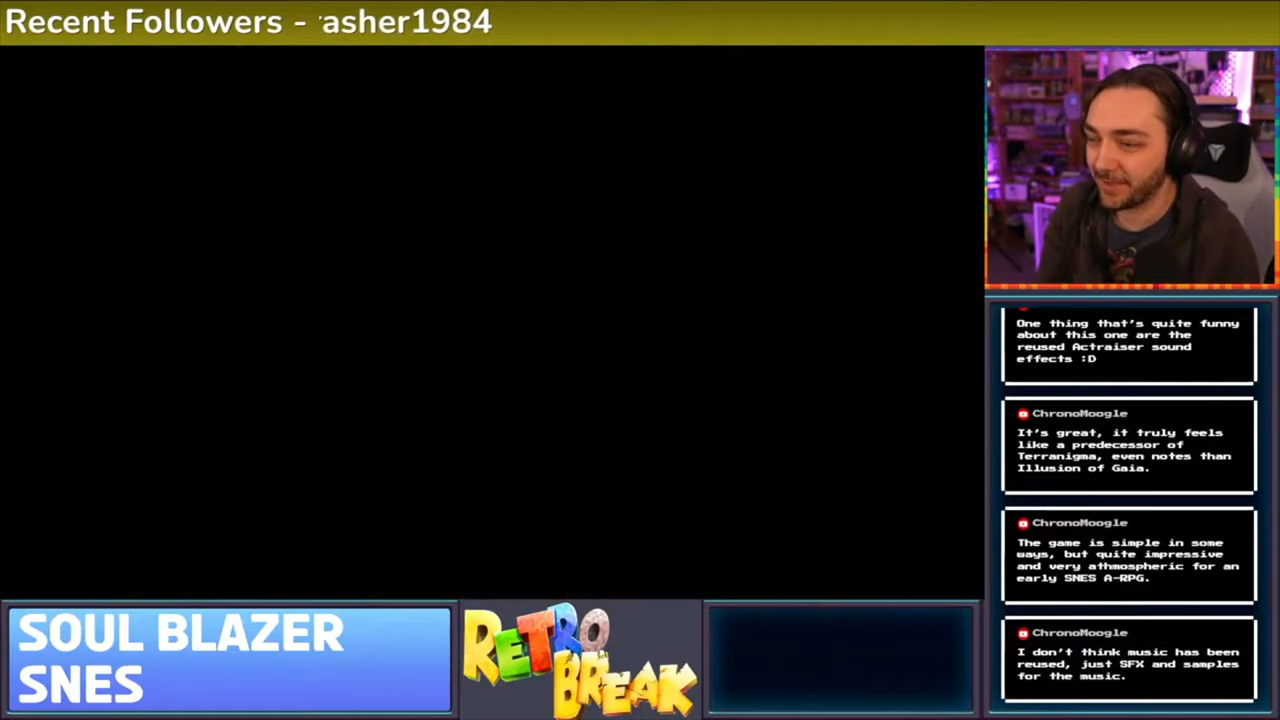 Recent Followers - asher1984
One thing that's quite funny
about this one are the
reused Actraiser sound
effects :D
ChronoMoogle
It's great, it truly feels
like a predecessor of
Terranigma, even notes than
Illusion of Gaia.
ChronoMoogle
The game is simple in some
ways, but quite impressive
and very athmospheric for an
early SNES A-RPG.
ChronoMoogle
I don't think music has been
reused, just SFX and samples
for the music.
SOUL BLAZER
SNES
RETRO
BREAK